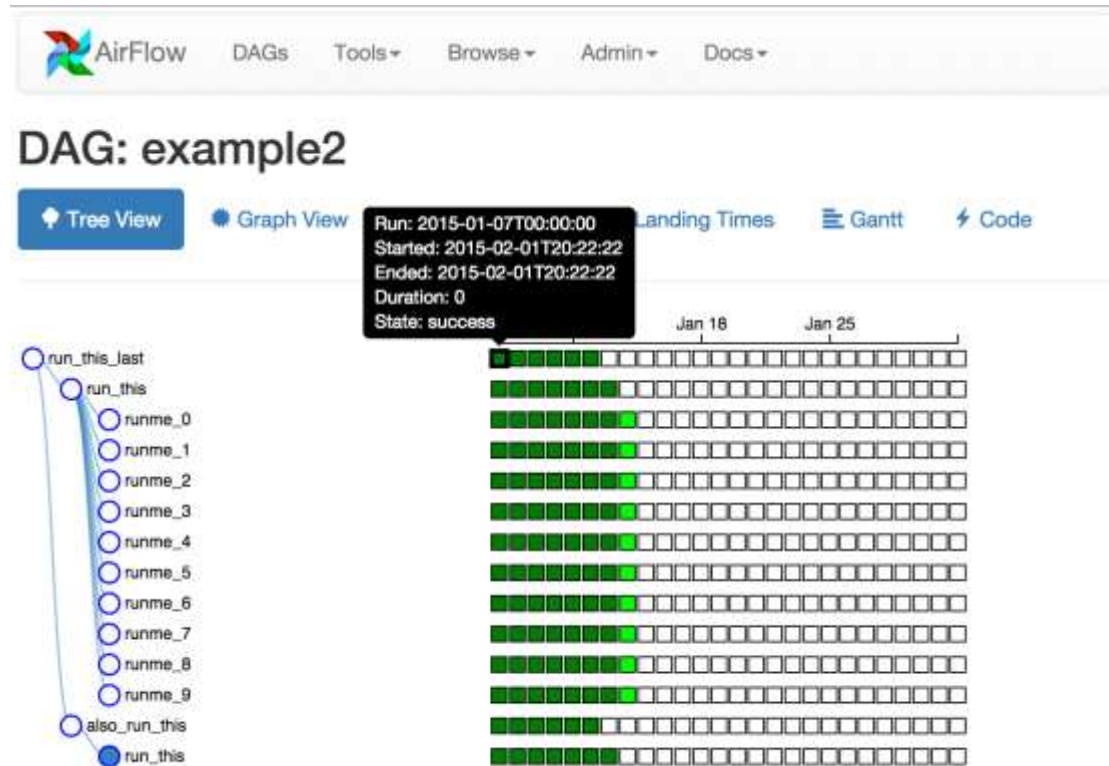 AirFlow DAGs Tools Browse Admin Docs
DAG: example2
Tree View Graph View Landing Times Gantt Code
Run: 2015-01-07T00:00:00
Started: 2015-02-01T20:22:22
Ended: 2015-02-01T20:22:22
Duration: 0
State: success
Jan 18 Jan 25
run_this_last
run_this
runme_0
runme_1
runme_2
runme_3
runme_4
runme_5
runme_6
runme_7
runme_8
runme_9
also_run_this
run_this